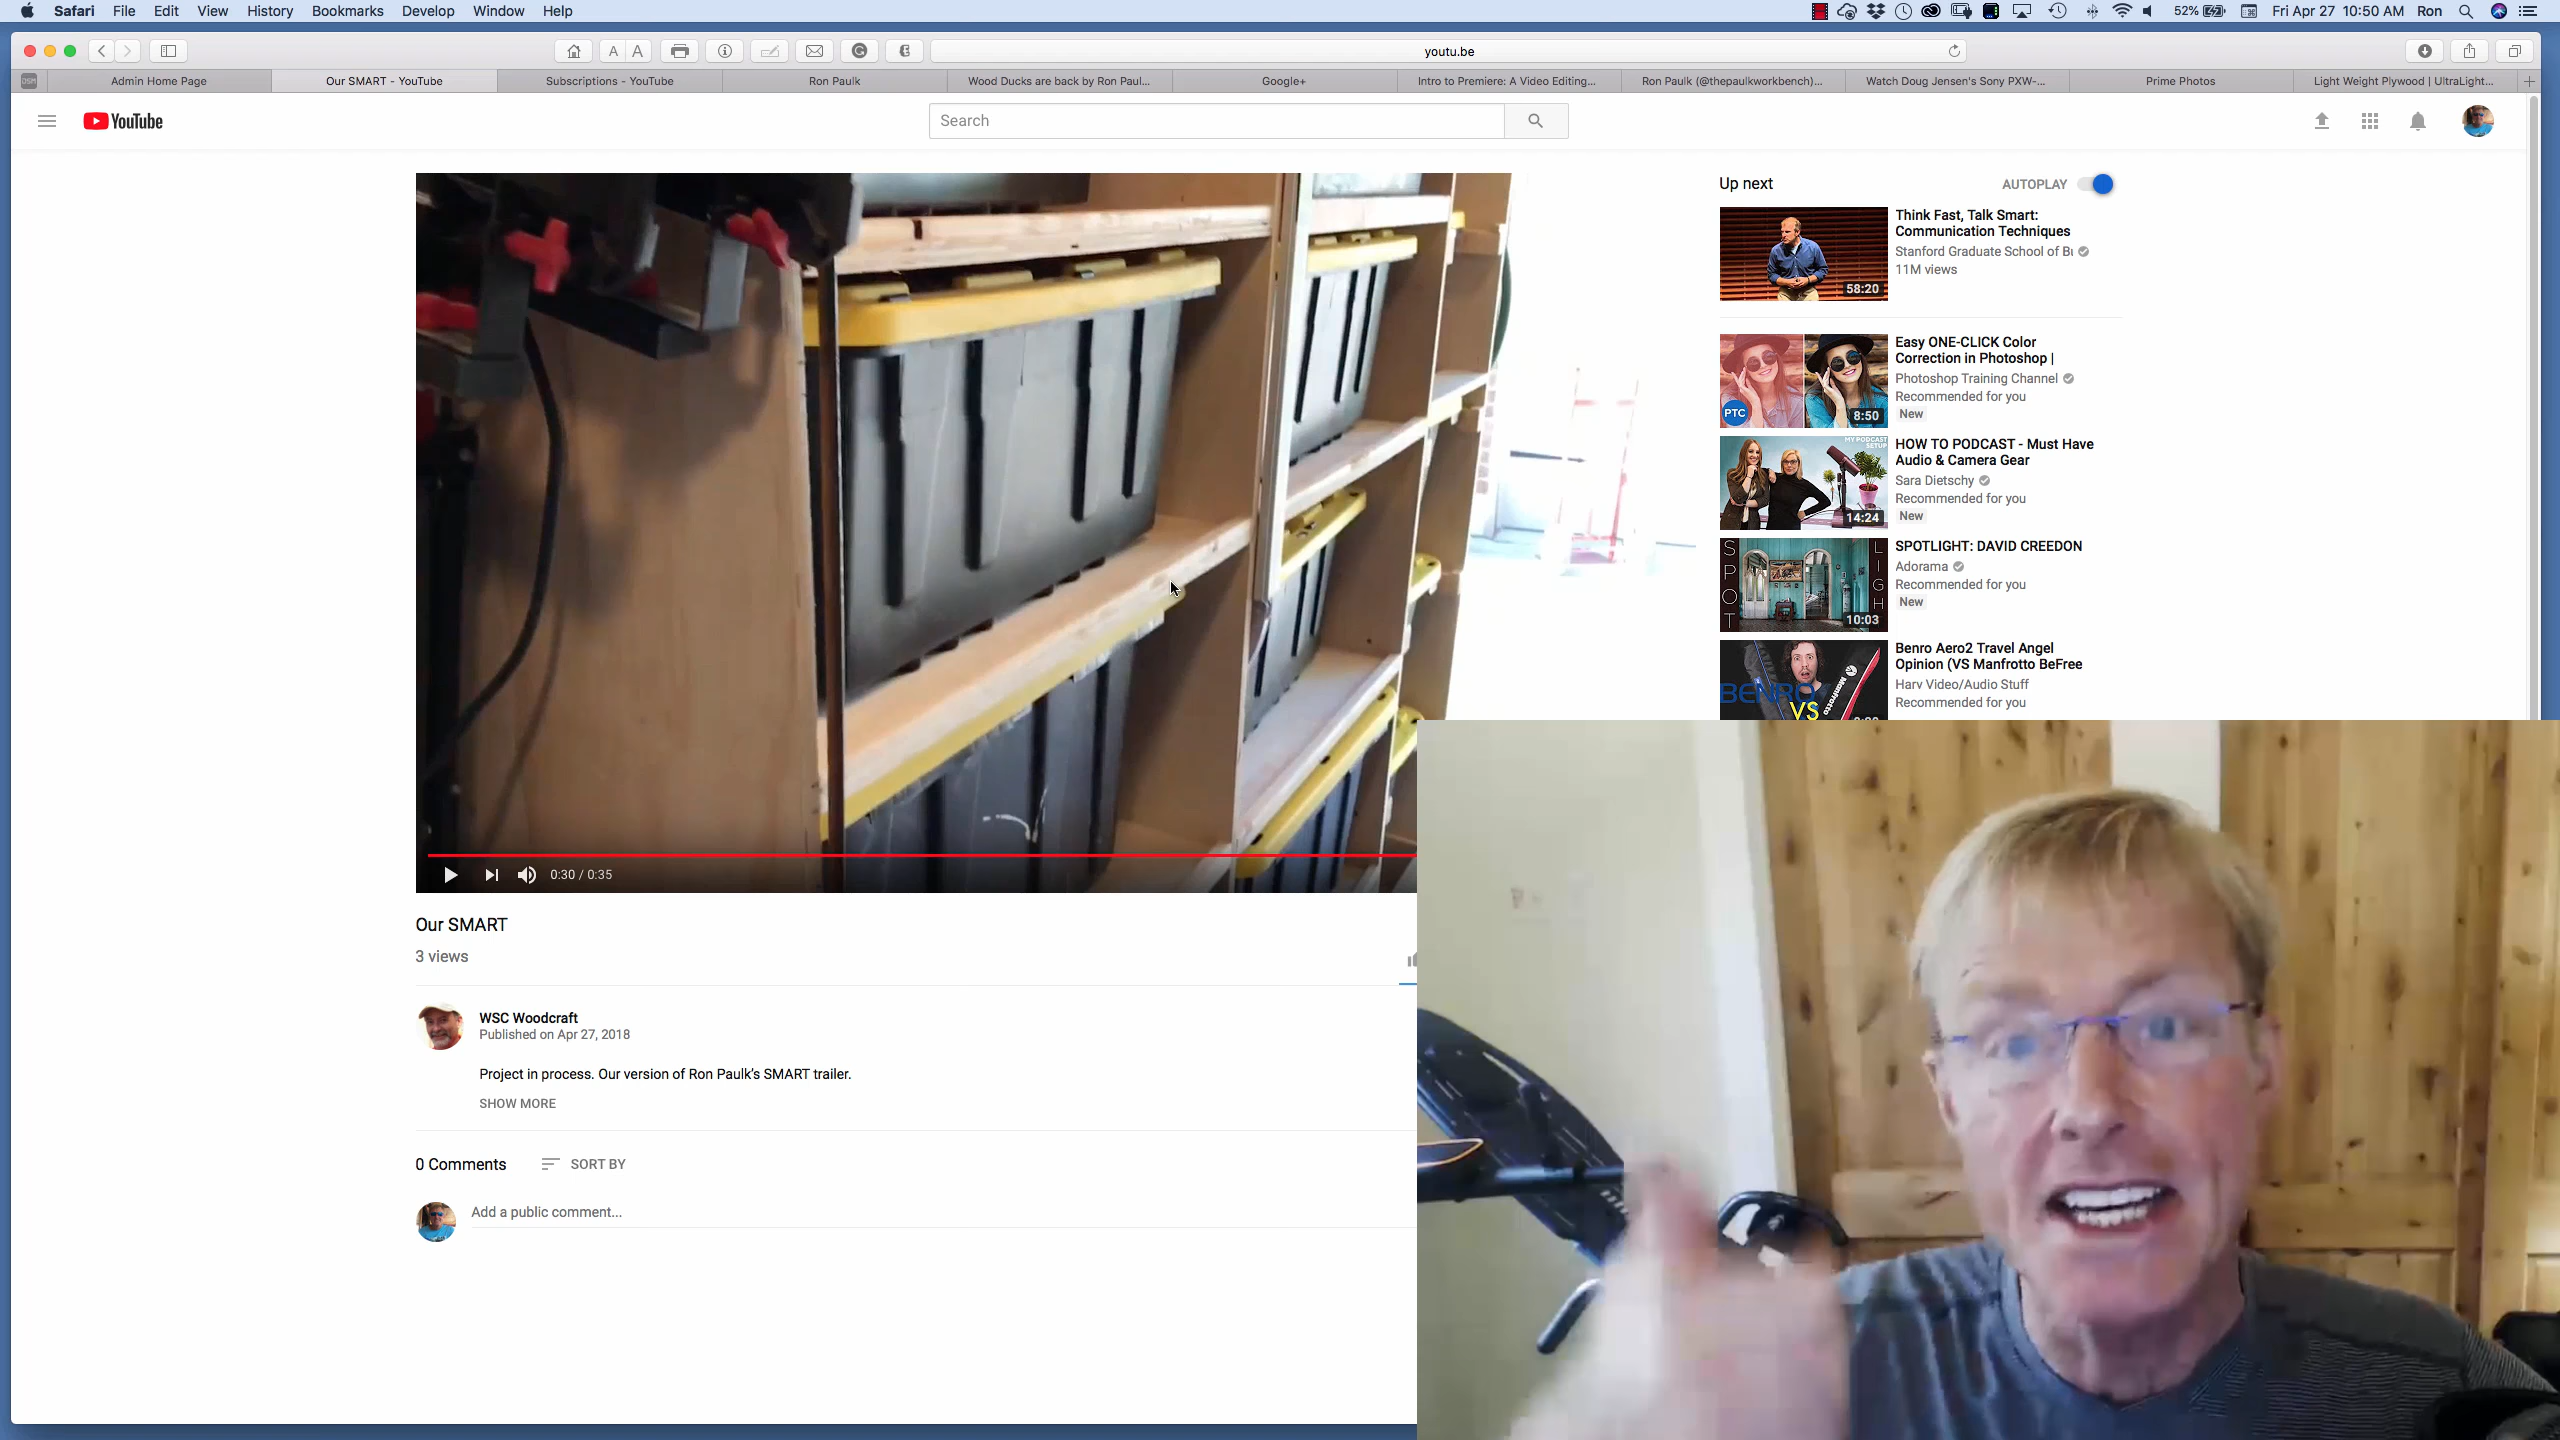 Safari File Edit View History Bookmarks Develop Window Help
52% Fri Apr 27 10:50 AM Ron
A A youtu.be
Admin Home Page
Our SMART - YouTube
Subscriptions - YouTube
Ron Paulk
Wood Ducks are back by Ron Paul...
Google+
Intro to Premiere: A Video Editing...
Ron Paulk (@thepaulkworkbench)...
Watch Doug Jensen's Sony PXW-...
Prime Photos
Light Weight Plywood | UltraLight...
YouTube
Search
Up next
AUTOPLAY
58:20
Think Fast, Talk Smart:
Communication Techniques
Stanford Graduate School of Bu
11M views
PTC
8:50
Easy ONE-CLICK Color
Correction in Photoshop |
Photoshop Training Channel
Recommended for you
New
MY PODCAST
SETUP
14:24
HOW TO PODCAST - Must Have
Audio & Camera Gear
Sara Dietschy
Recommended for you
New
SPOT
LIGH
10:03
SPOTLIGHT: DAVID CREEDON
Adorama
Recommended for you
New
BENRO
VS
Manfrotto
Benro Aero2 Travel Angel
Opinion (VS Manfrotto BeFree
Harv Video/Audio Stuff
Recommended for you
0:30 / 0:35
Our SMART
3 views
WSC Woodcraft
Published on Apr 27, 2018
Project in process. Our version of Ron Paulk's SMART trailer.
SHOW MORE
0 Comments
SORT BY
Add a public comment...